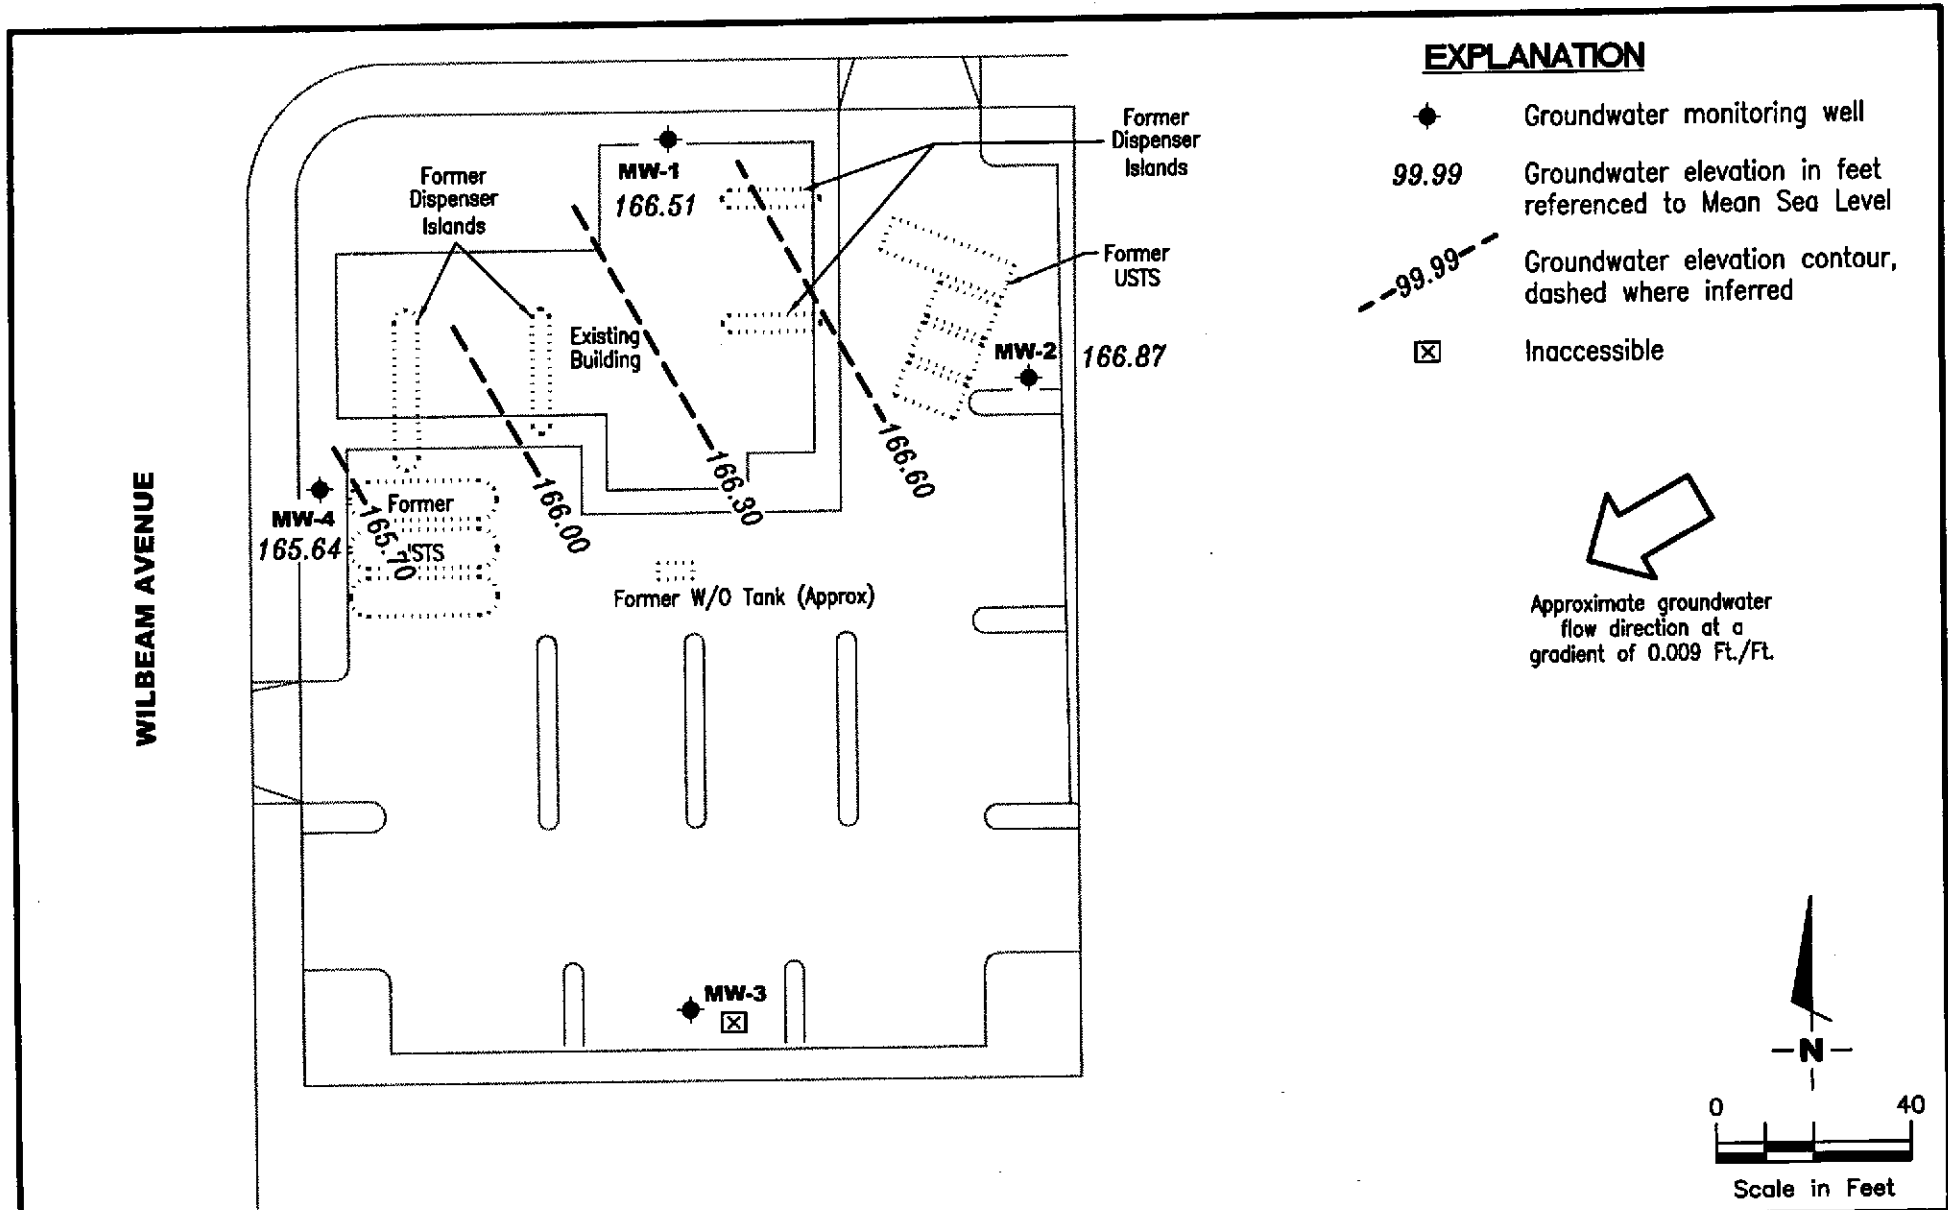 EXPLANATION
Groundwater monitoring well
99.99
Groundwater elevation in feet
referenced to Mean Sea Level
99.99
Groundwater elevation contour,
dashed where inferred
Inaccessible
Former
Dispenser
Islands
Former
Dispenser
Islands
MW-1
166.51
Former
USTS
Existing
Building
MW-2
166.87
166.60
166.30
166.00
165.70
MW-4
165.64
Former
'STS
Former W/O Tank (Approx)
WILBEAM AVENUE
Approximate groundwater
flow direction at a
gradient of 0.009 Ft./Ft.
MW-3
N
0 40
Scale in Feet